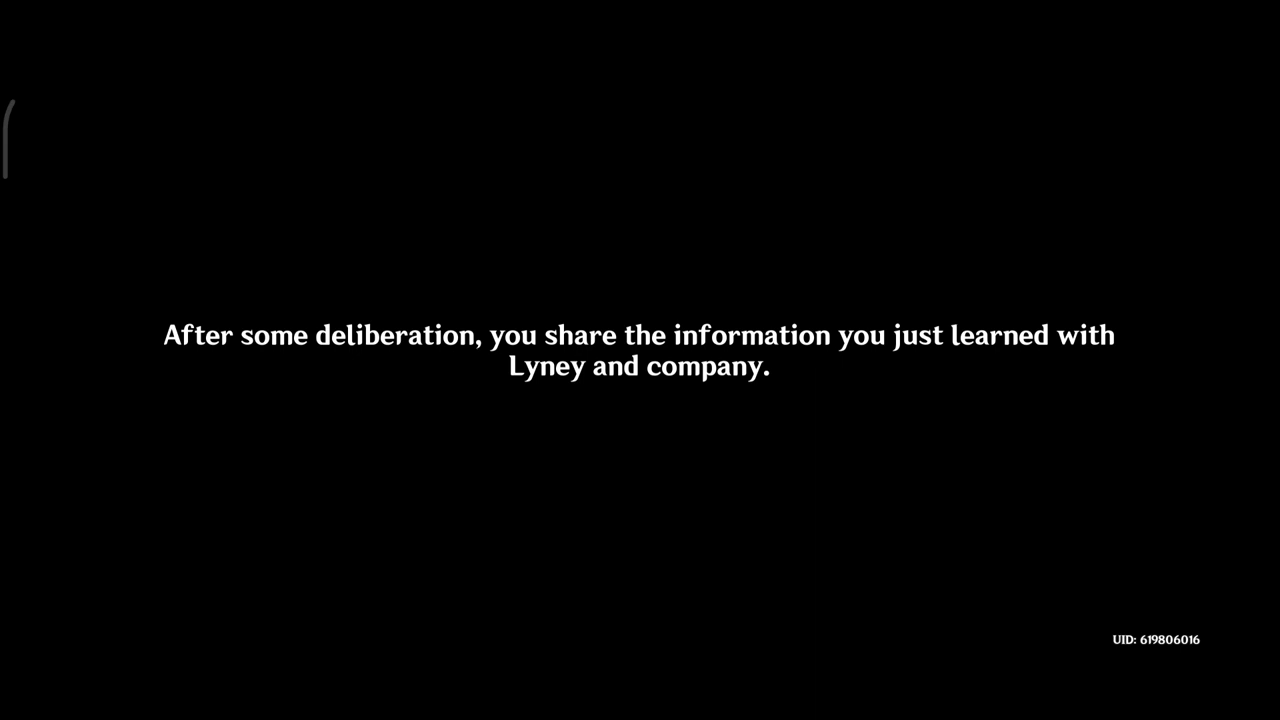 After some deliberation, you share the information you just learned with
Lyney and company.
UID: 619806016